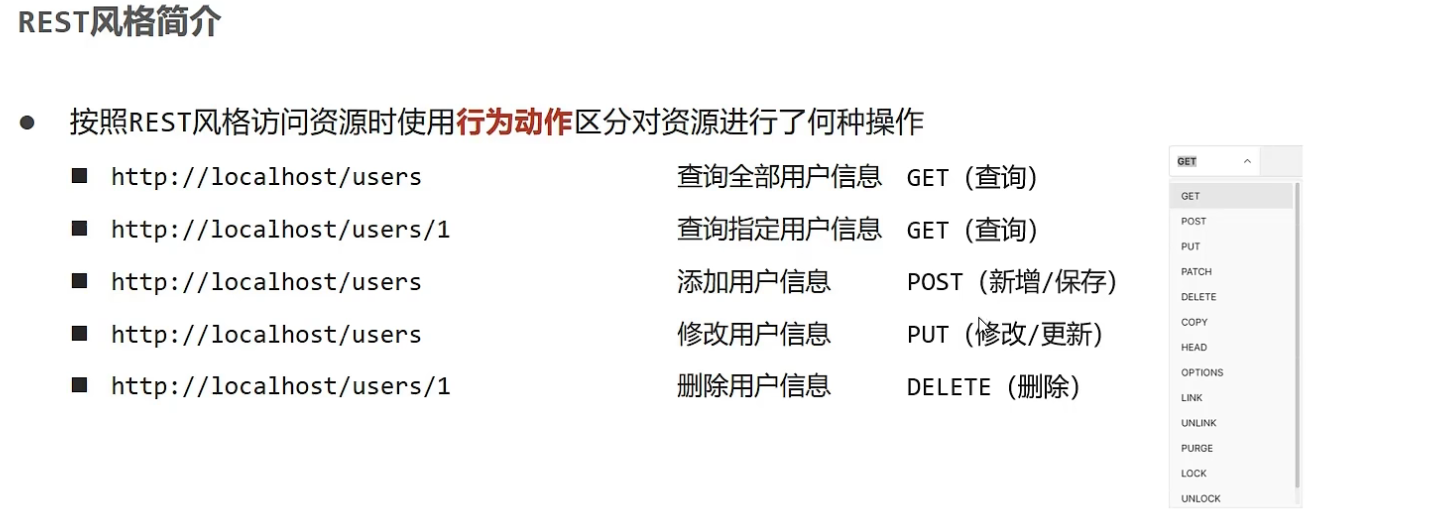 REST风格简介
● 按照REST风格访问资源时使用行为动作区分对资源进行了何种操作
■ http://localhost/users 查询全部用户信息 GET（查询）
■ http://localhost/users/1 查询指定用户信息 GET（查询）
■ http://localhost/users 添加用户信息 POST（新增/保存）
■ http://localhost/users 修改用户信息 PUT（修改/更新）
■ http://localhost/users/1 删除用户信息 DELETE（删除）
GET
GET
POST
PUT
PATCH
DELETE
COPY
HEAD
OPTIONS
LINK
UNLINK
PURGE
LOCK
UNLOCK